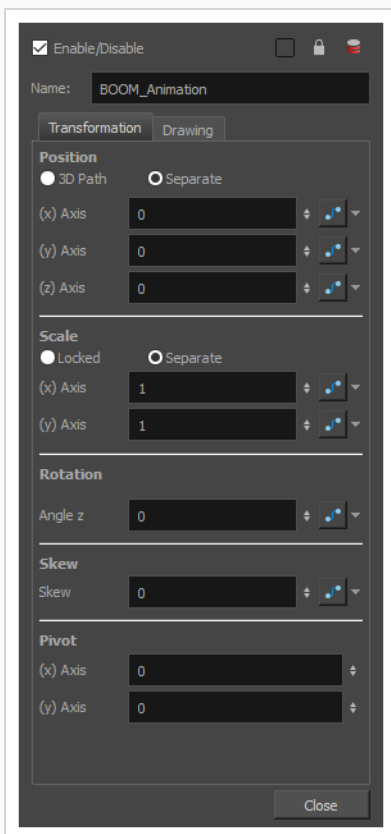 Enable/Disable
Name: BOOM_Animation
Transformation Drawing
Position
3D Path Separate
(x) Axis 0
(y) Axis 0
(z) Axis 0
Scale
Locked Separate
(x) Axis 1
(y) Axis 1
Rotation
Angle z 0
Skew
Skew 0
Pivot
(x) Axis 0
(y) Axis 0
Close